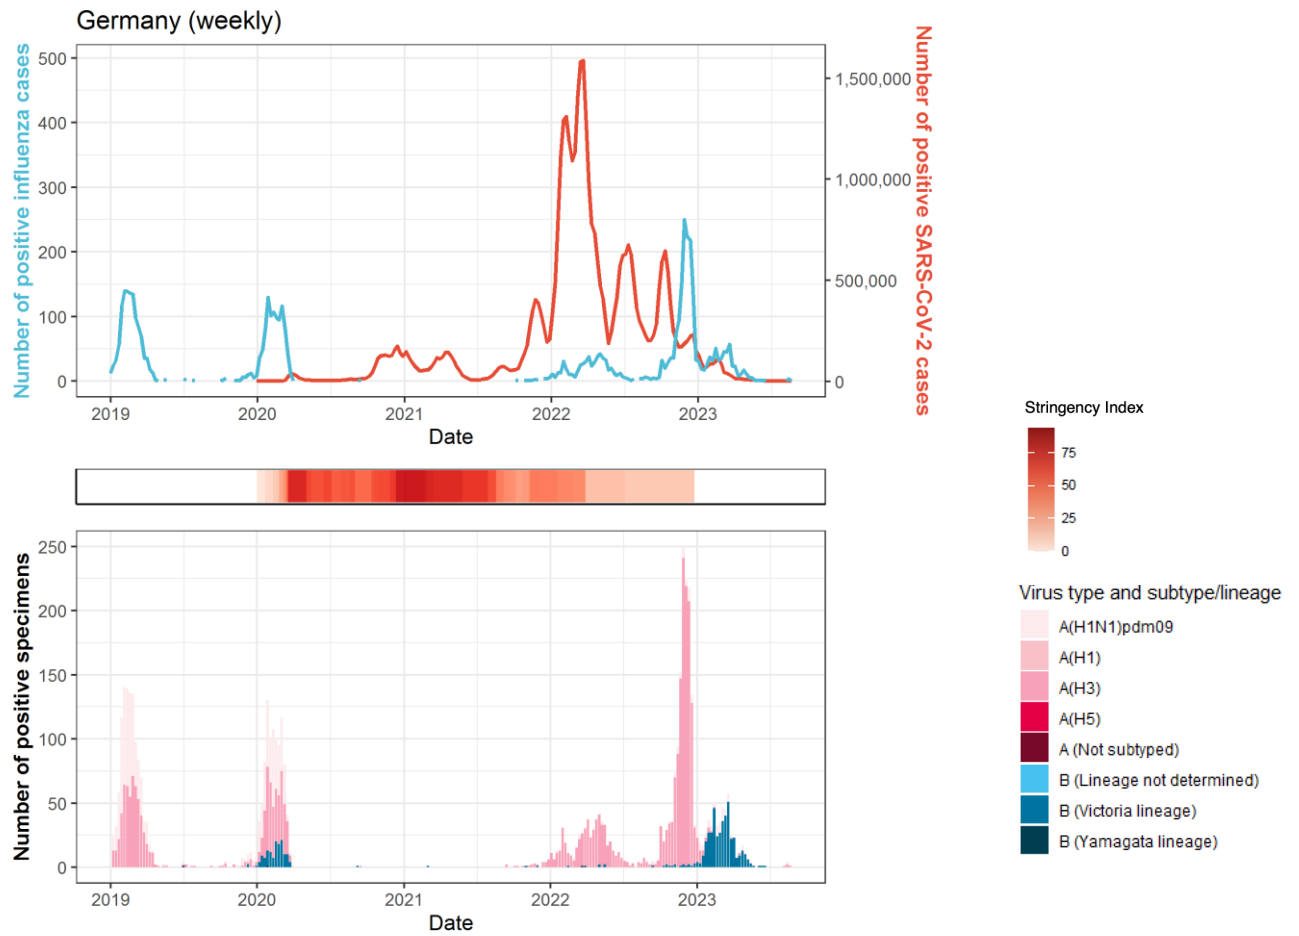 Germany (weekly)
Number of positive influenza cases
500
400
300
200
100
0
1,500,000
1,000,000
500,000
0
Number of positive SARS-CoV-2 cases
2019 2020 2021 2022 2023
Date
Stringency Index
75
50
25
0
Number of positive specimens
250
200
150
100
50
0
2019 2020 2021 2022 2023
Date
Virus type and subtype/lineage
A(H1N1)pdm09
A(H1)
A(H3)
A(H5)
A (Not subtyped)
B (Lineage not determined)
B (Victoria lineage)
B (Yamagata lineage)